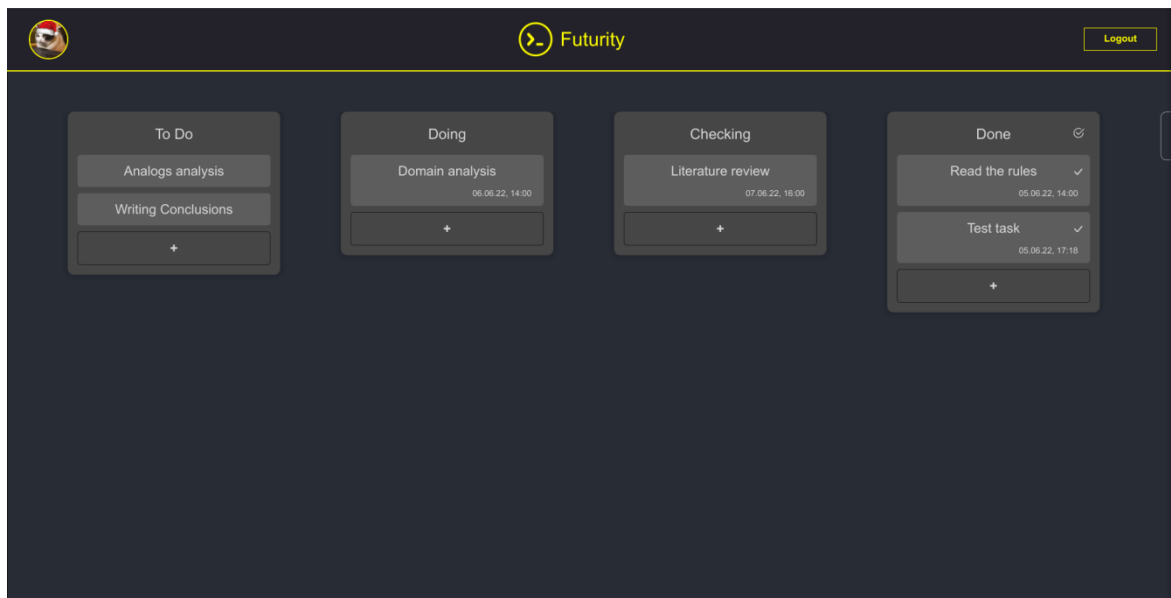 Futurity
Logout
To Do
Analogs analysis
Writing Conclusions
+
Doing
Domain analysis
06.06.22, 14:00
+
Checking
Literature review
07.06.22, 16:00
+
Done
Read the rules
05.06.22, 14:00
Test task
05.06.22, 17:18
+